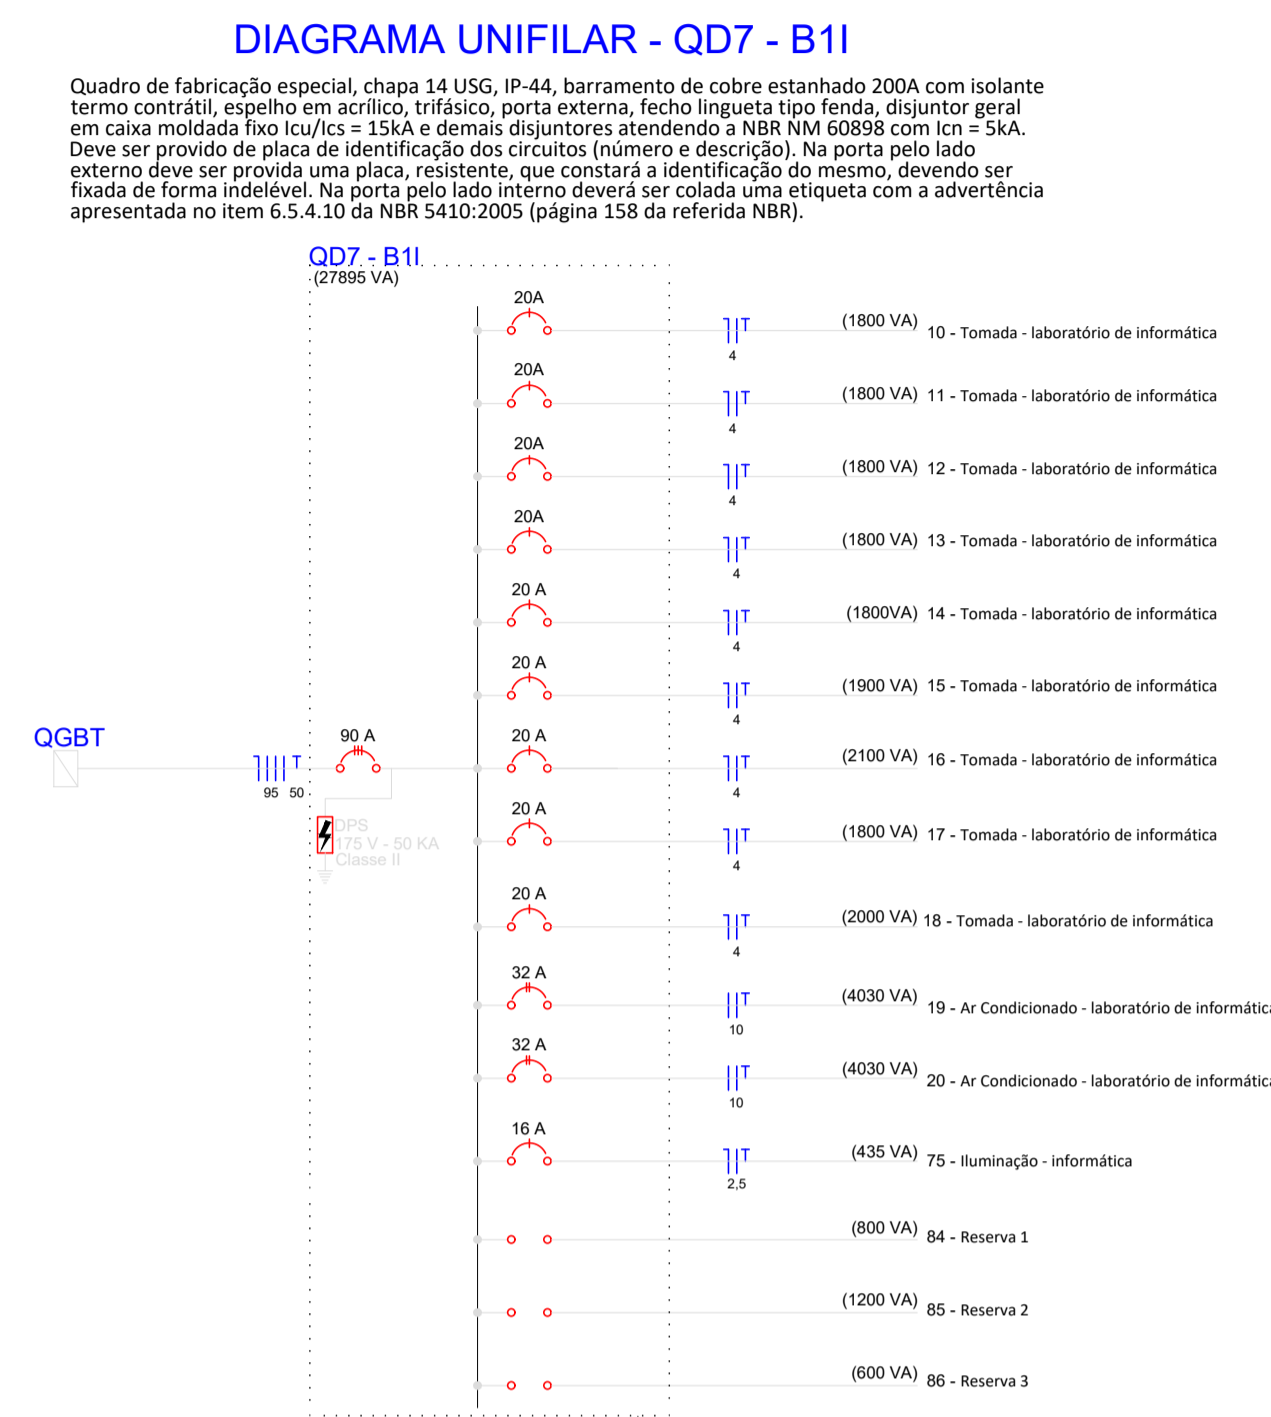 DIAGRAMA UNIFILAR - QD7 - B1I
Quadro de fabricação especial, chapa 14 USG, IP-44, barramento de cobre estanhado 200A com isolante
termo contrátil, espelho em acrílico, trifásico, porta externa, fecho lingueta tipo fenda, disjuntor geral
em caixa moldada fixo Icu/Ics = 15kA e demais disjuntores atendendo a NBR NM 60898 com Icn = 5kA.
Deve ser provido de placa de identificação dos circuitos (número e descrição). Na porta pelo lado
externo deve ser provida uma placa, resistente, que constará a identificação do mesmo, devendo ser
fixada de forma indelével. Na porta pelo lado interno deverá ser colada uma etiqueta com a advertência
apresentada no item 6.5.4.10 da NBR 5410:2005 (página 158 da referida NBR).
QD7 - B1I
(27895 VA)
20A T 4 (1800 VA) 10 - Tomada - laboratório de informática
20A T 4 (1800 VA) 11 - Tomada - laboratório de informática
20A T 4 (1800 VA) 12 - Tomada - laboratório de informática
20A T 4 (1800 VA) 13 - Tomada - laboratório de informática
20 A T 4 (1800VA) 14 - Tomada - laboratório de informática
20 A T 4 (1900 VA) 15 - Tomada - laboratório de informática
QGBT
T 95 50
90 A
20 A T 4 (2100 VA) 16 - Tomada - laboratório de informática
DPS
175 V - 50 KA
Classe II
20 A T 4 (1800 VA) 17 - Tomada - laboratório de informática
20 A T 4 (2000 VA) 18 - Tomada - laboratório de informática
32 A T 10 (4030 VA) 19 - Ar Condicionado - laboratório de informátic
32 A T 10 (4030 VA) 20 - Ar Condicionado - laboratório de informátic
16 A T 2,5 (435 VA) 75 - Iluminação - informática
(800 VA) 84 - Reserva 1
(1200 VA) 85 - Reserva 2
(600 VA) 86 - Reserva 3